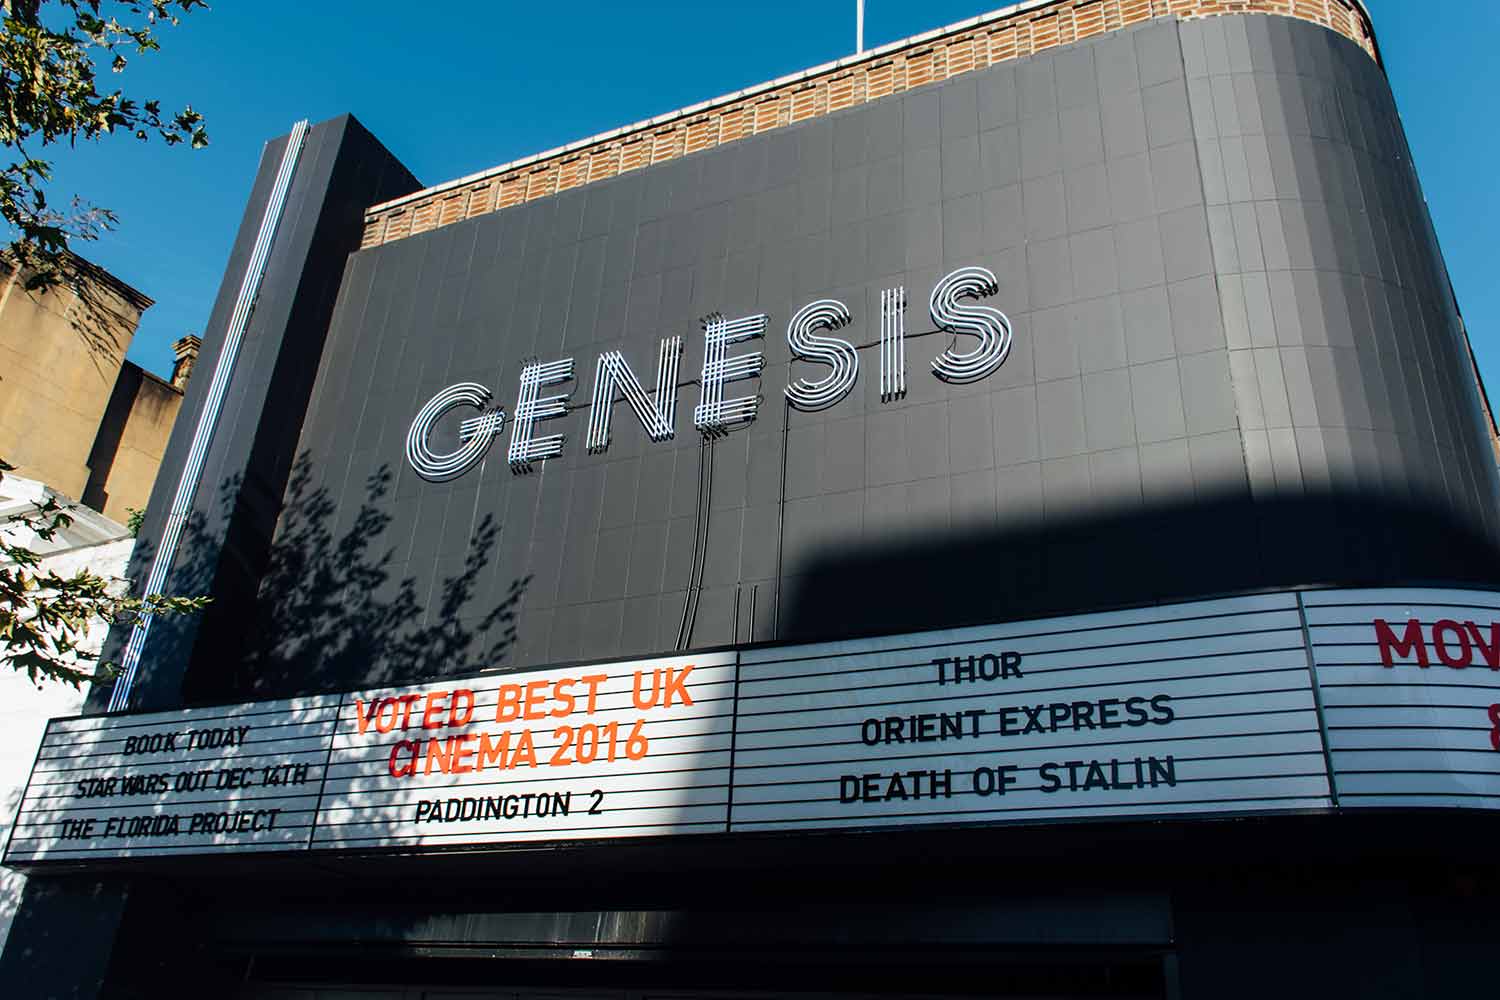 GENESIS
BOOK TODAY
STAR WARS OUT DEC 14TH
THE FLORIDA PROJECT
VOTED BEST UK
CINEMA 2016
PADDINGTON 2
THOR
ORIENT EXPRESS
DEATH OF STALIN